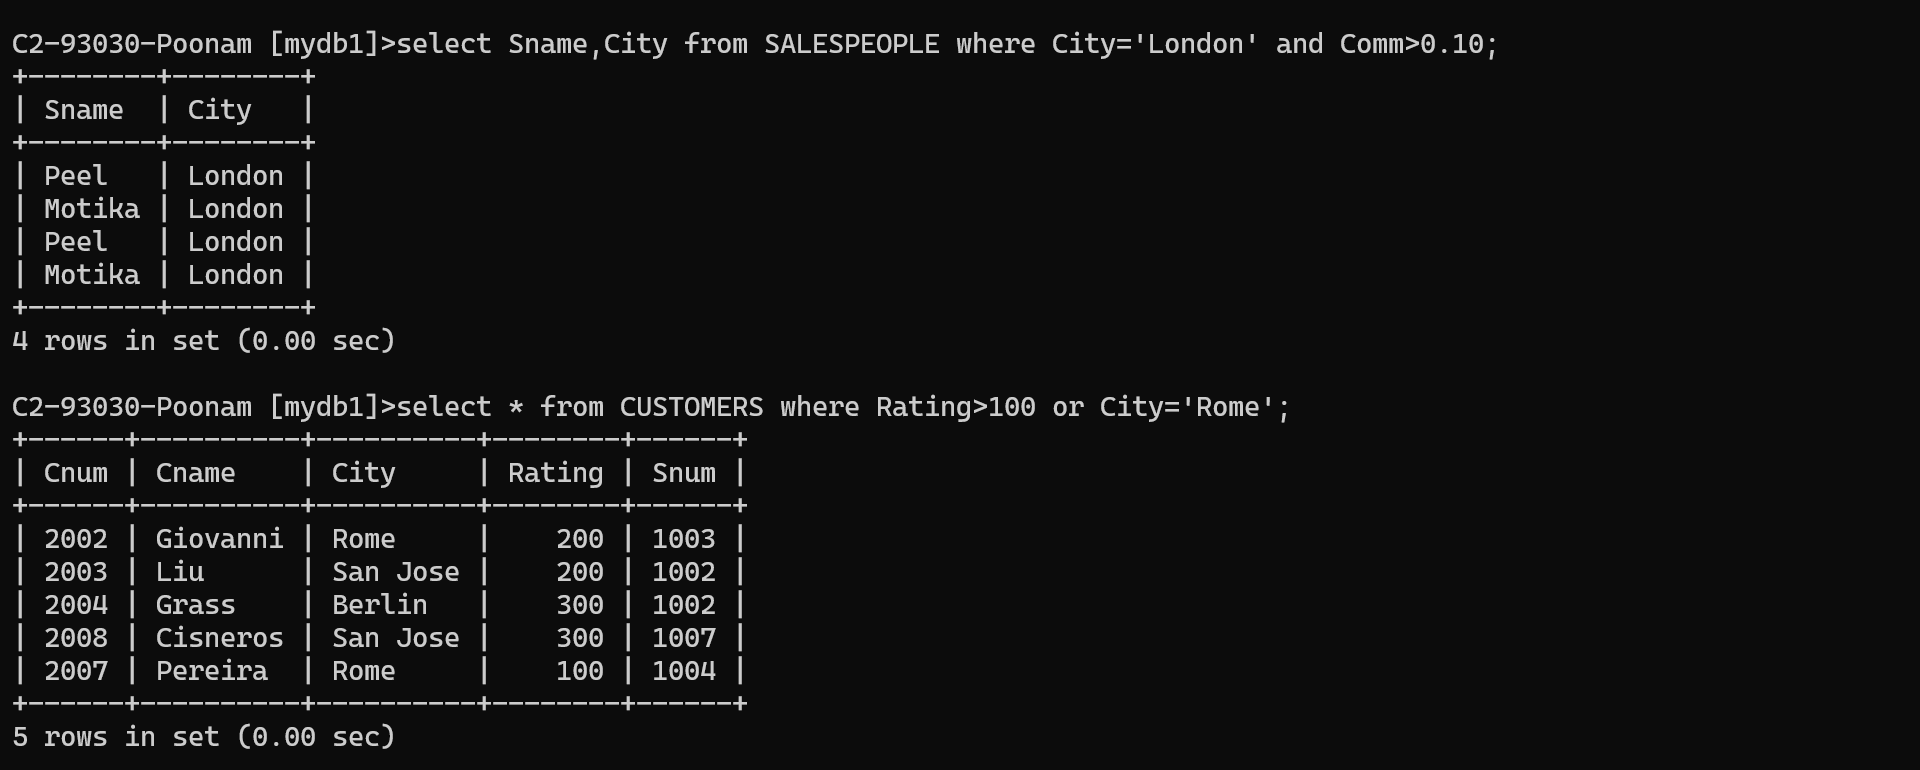 C2-93030-Poonam [mydb1]>select Sname,City from SALESPEOPLE where City='London' and Comm>0.10;
+--------+--------+
| Sname  | City   |
+--------+--------+
| Peel   | London |
| Motika | London |
| Peel   | London |
| Motika | London |
+--------+--------+
4 rows in set (0.00 sec)

C2-93030-Poonam [mydb1]>select * from CUSTOMERS where Rating>100 or City='Rome';
+------+----------+----------+--------+------+
| Cnum | Cname    | City     | Rating | Snum |
+------+----------+----------+--------+------+
| 2002 | Giovanni | Rome     |    200 | 1003 |
| 2003 | Liu      | San Jose |    200 | 1002 |
| 2004 | Grass    | Berlin   |    300 | 1002 |
| 2008 | Cisneros | San Jose |    300 | 1007 |
| 2007 | Pereira  | Rome     |    100 | 1004 |
+------+----------+----------+--------+------+
5 rows in set (0.00 sec)